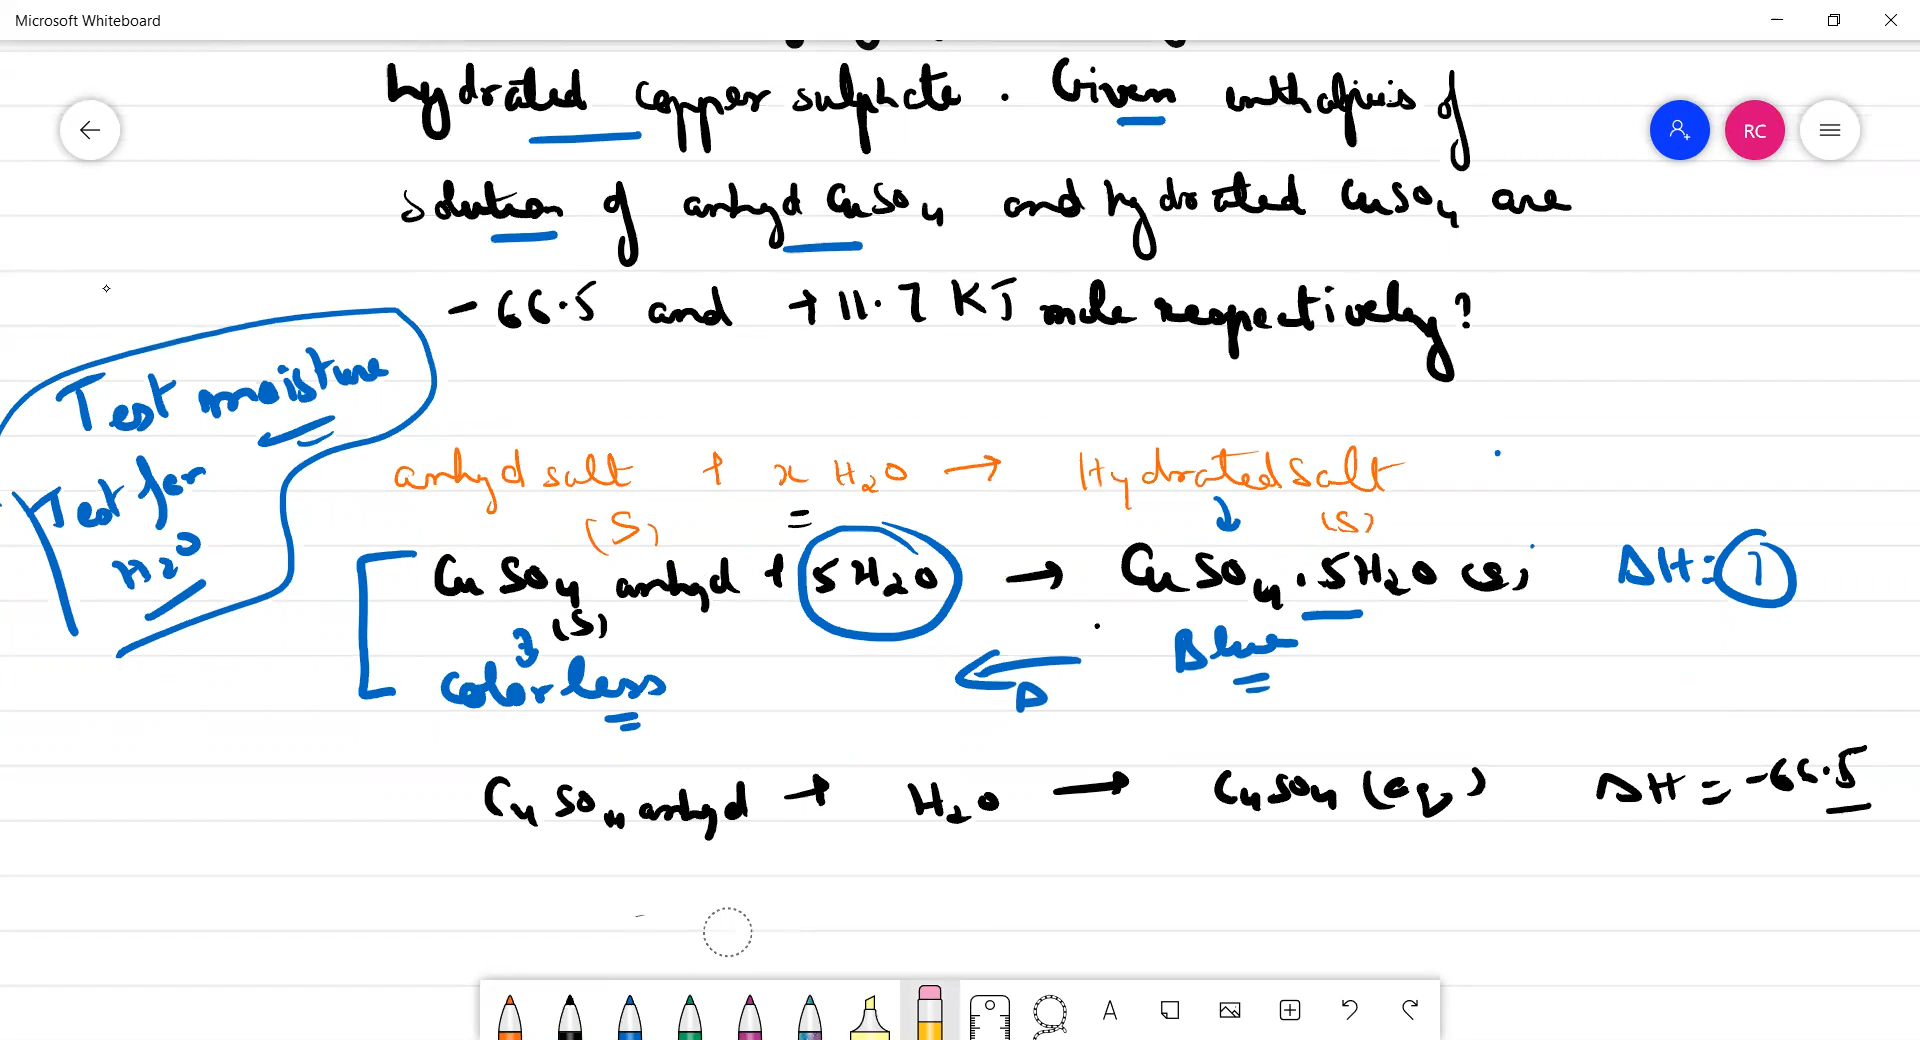 Microsoft Whiteboard
hydrated copper sulphate. Given enthalpies of
solution of anhyd CuSO4 and hydrated CuSO4 are
-66.5 and +11.7 KJ mole respectively?
Test moisture
Test for
H2O
anhyd salt + x H2O → Hydrated Salt
(S) (S)
CuSO4 anhyd + 5H2O → CuSO4.5H2O (s) ΔH=?
(S)
colorless Blue
Δ
CuSO4 anhyd + H2O → CuSO4 (aq) ΔH = -66.5
RC
A